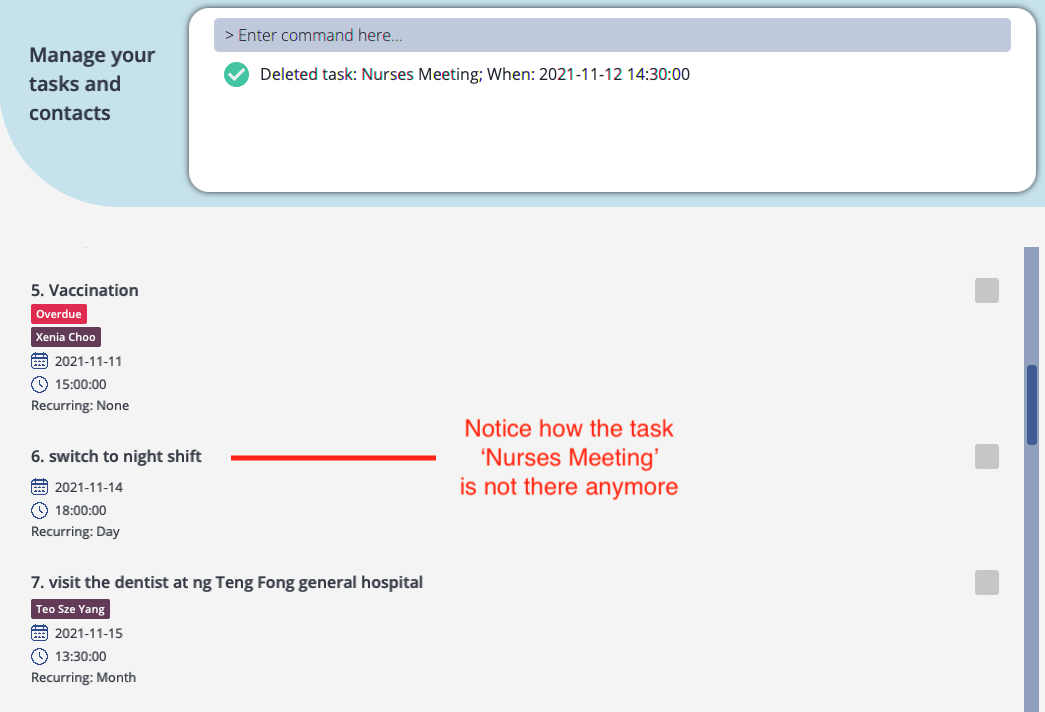 Manage your
tasks and
contacts
> Enter command here...
Deleted task: Nurses Meeting; When: 2021-11-12 14:30:00
5. Vaccination
Overdue
Xenia Choo
2021-11-11
15:00:00
Recurring: None
6. switch to night shift
2021-11-14
18:00:00
Recurring: Day
Notice how the task
‘Nurses Meeting’
is not there anymore
7. visit the dentist at ng Teng Fong general hospital
Teo Sze Yang
2021-11-15
13:30:00
Recurring: Month